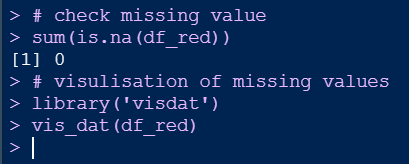 > # check missing value
> sum(is.na(df_red))
[1] 0
> # visulisation of missing values
> library('visdat')
> vis_dat(df_red)
>